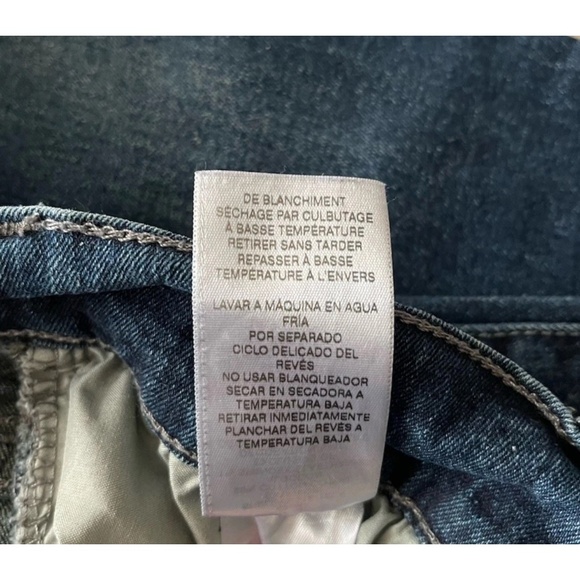 DE BLANCHIMENT
SÉCHAGE PAR CULBUTAGE
À BASSE TEMPÉRATURE
RETIRER SANS TARDER
REPASSER À BASSE
TEMPÉRATURE À L'ENVERS
LAVAR A MÁQUINA EN AGUA
FRÍA
POR SEPARADO
CICLO DELICADO DEL
REVÉS
NO USAR BLANQUEADOR
SECAR EN SECADORA A
TEMPERATURA BAJA
RETIRAR INMEDIATAMENTE
PLANCHAR DEL REVÉS A
TEMPERATURA BAJA